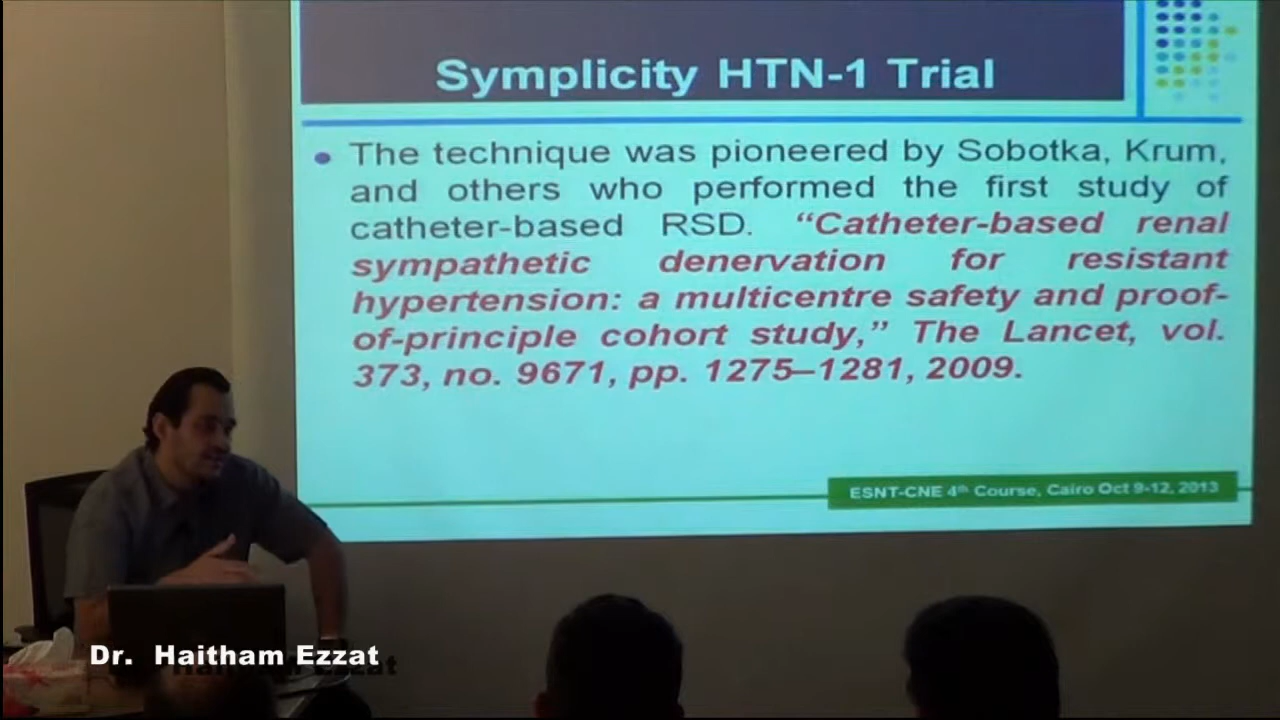 Symplicity HTN-1 Trial
• The technique was pioneered by Sobotka, Krum,
and others who performed the first study of
catheter-based RSD. “Catheter-based renal
sympathetic denervation for resistant
hypertension: a multicentre safety and proof-
of-principle cohort study,” The Lancet, vol.
373, no. 9671, pp. 1275–1281, 2009.
ESNT-CNE 4th Course, Cairo Oct 9-12, 2013
Dr. Haitham Ezzat